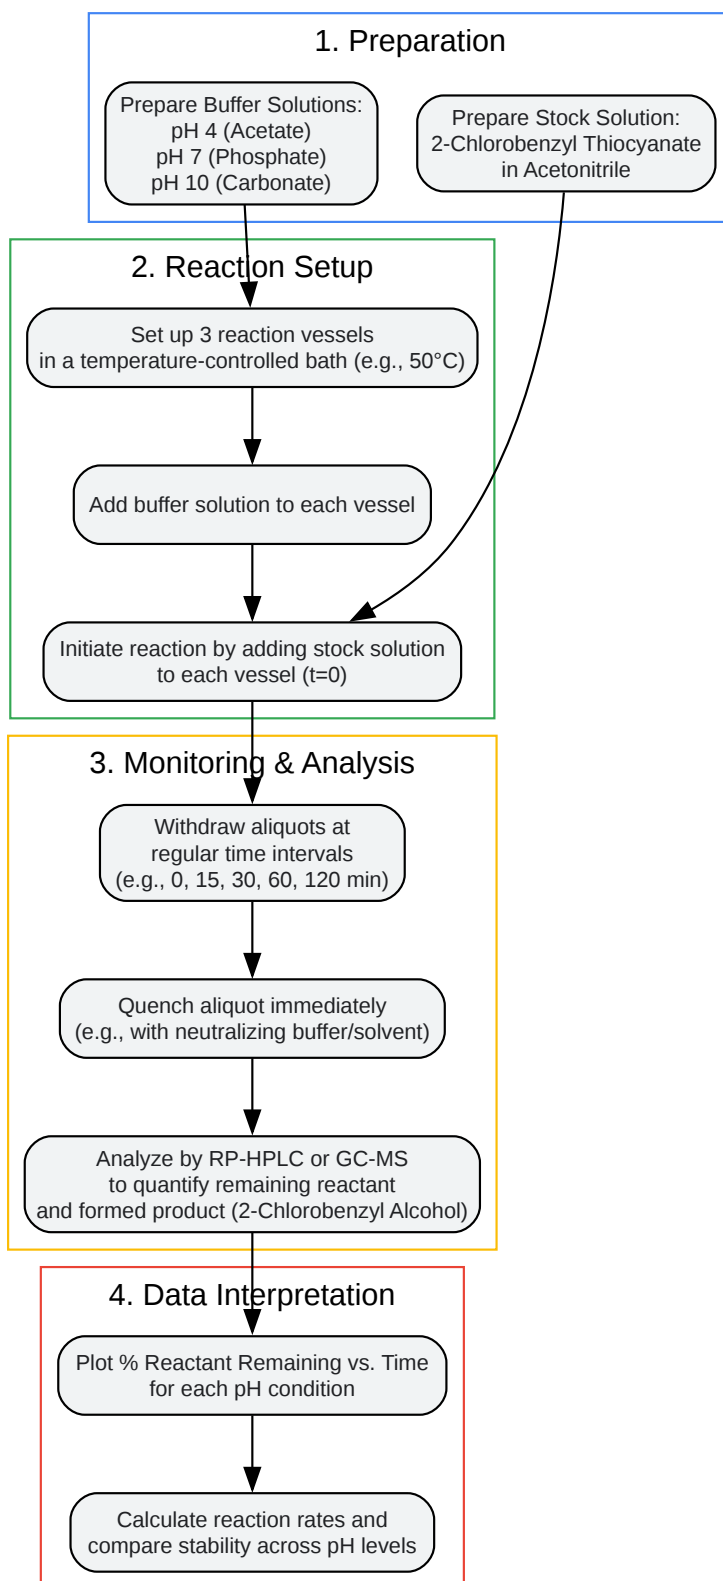 1. Preparation
Prepare Buffer Solutions:
pH 4 (Acetate)
pH 7 (Phosphate)
pH 10 (Carbonate)
Prepare Stock Solution:
2-Chlorobenzyl Thiocyanate
in Acetonitrile
2. Reaction Setup
Set up 3 reaction vessels
in a temperature-controlled bath (e.g., 50°C)
Add buffer solution to each vessel
Initiate reaction by adding stock solution
to each vessel (t=0)
3. Monitoring & Analysis
Withdraw aliquots at
regular time intervals
(e.g., 0, 15, 30, 60, 120 min)
Quench aliquot immediately
(e.g., with neutralizing buffer/solvent)
Analyze by RP-HPLC or GC-MS
to quantify remaining reactant
and formed product (2-Chlorobenzyl Alcohol)
4. Data Interpretation
Plot % Reactant Remaining vs. Time
for each pH condition
Calculate reaction rates and
compare stability across pH levels